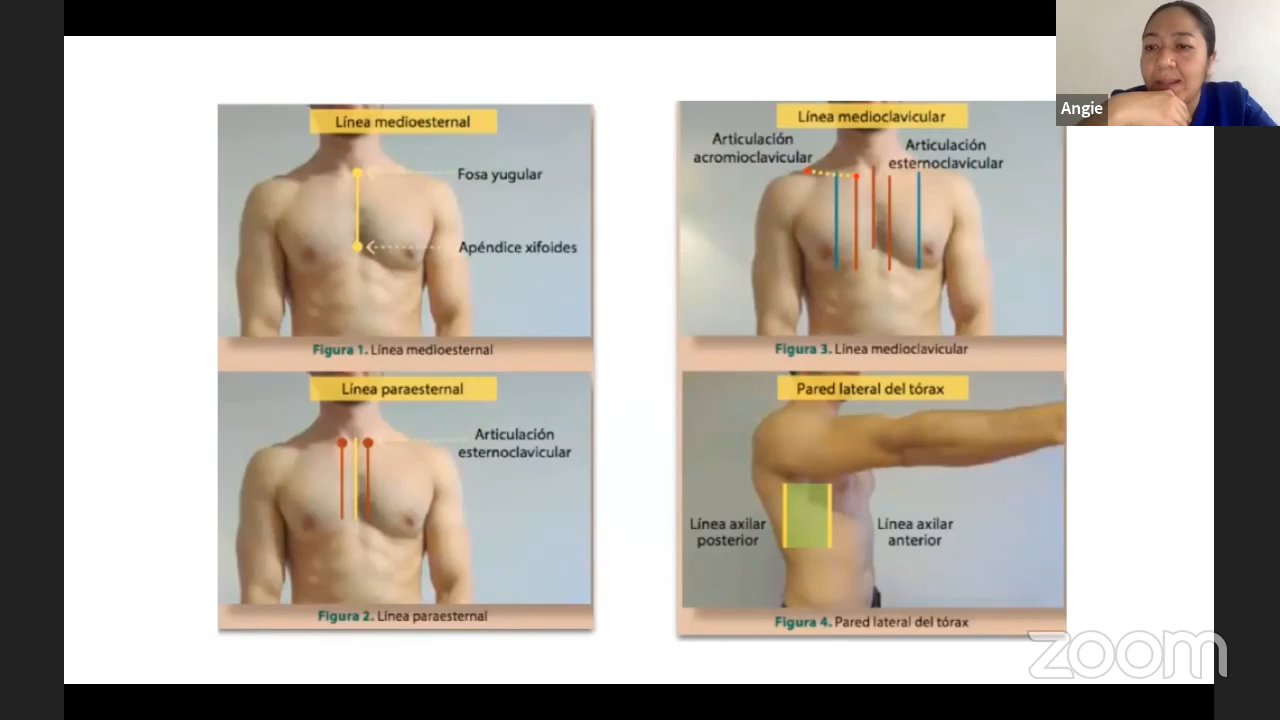 Línea medioesternal
Fosa yugular
Apéndice xifoides
Figura 1. Línea medioesternal
Línea paraesternal
Articulación
esternoclavicular
Figura 2. Línea paraesternal
Línea medioclavicular
Articulación
acromioclavicular
Articulación
esternoclavicular
Figura 3. Línea medioclavicular
Pared lateral del tórax
Línea axilar
posterior
Línea axilar
anterior
Figura 4. Pared lateral del tórax
Angie
zoom